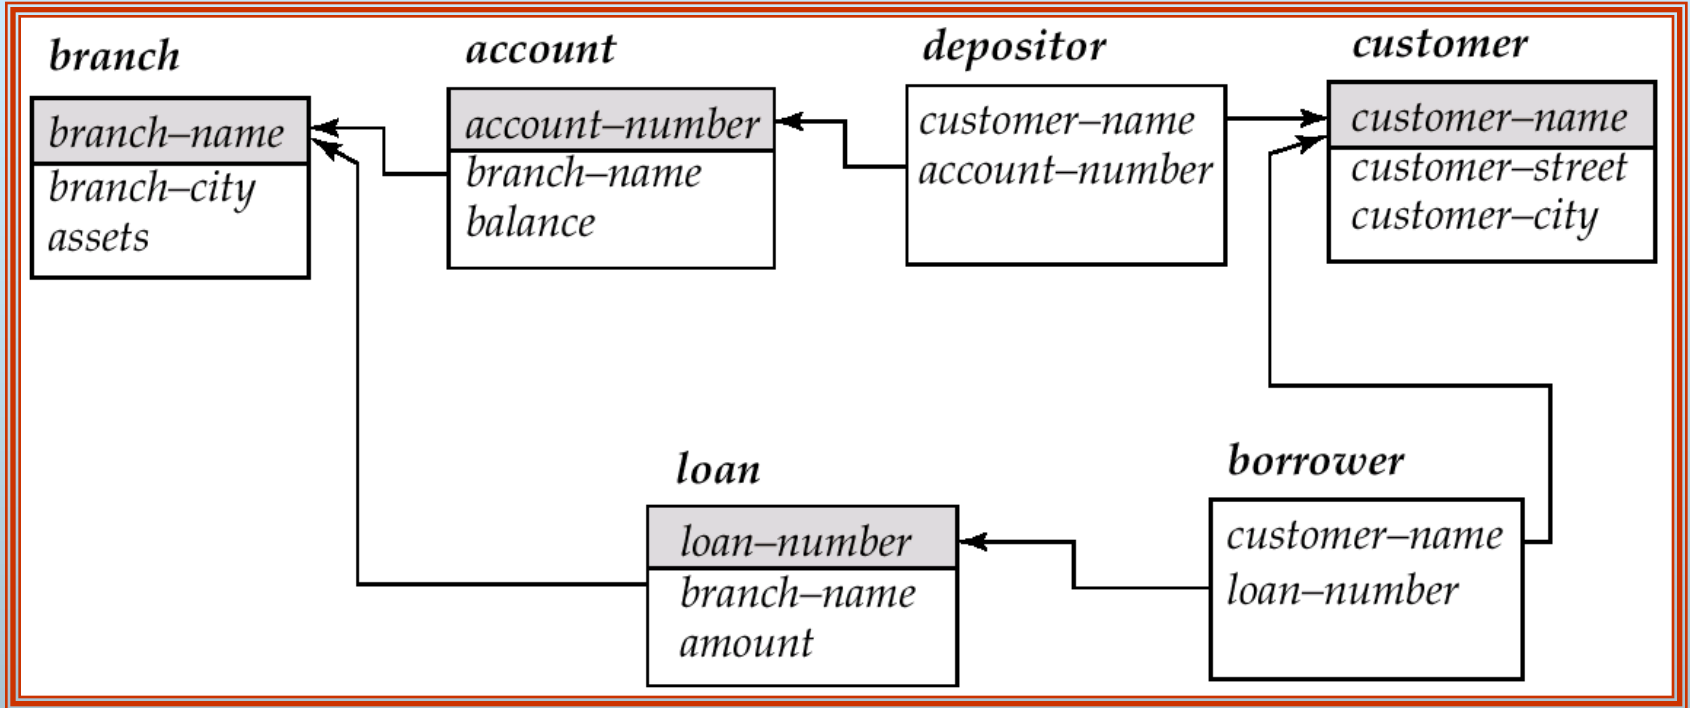 branch
branch–name
branch–city
assets
account
account–number
branch–name
balance
depositor
customer–name
account–number
customer
customer–name
customer–street
customer–city
loan
loan–number
branch–name
amount
borrower
customer–name
loan–number